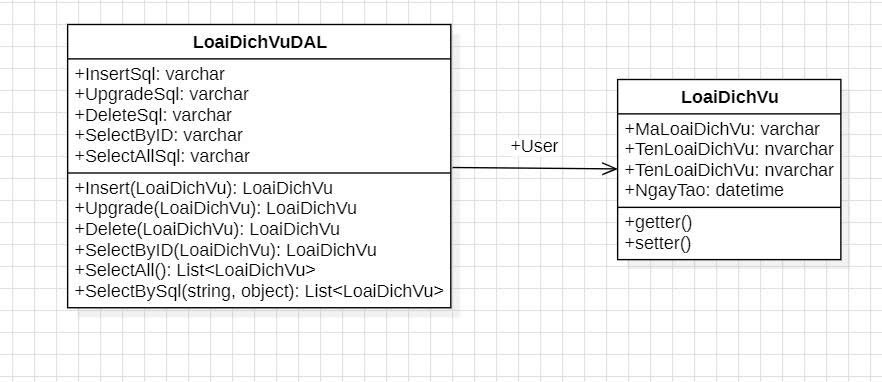 LoaiDichVuDAL
+InsertSql: varchar
+UpgradeSql: varchar
+DeleteSql: varchar
+SelectByID: varchar
+SelectAllSql: varchar
+Insert(LoaiDichVu): LoaiDichVu
+Upgrade(LoaiDichVu): LoaiDichVu
+Delete(LoaiDichVu): LoaiDichVu
+SelectByID(LoaiDichVu): LoaiDichVu
+SelectAll(): List<LoaiDichVu>
+SelectBySql(string, object): List<LoaiDichVu>
+User
LoaiDichVu
+MaLoaiDichVu: varchar
+TenLoaiDichVu: nvarchar
+TenLoaiDichVu: nvarchar
+NgayTao: datetime
+getter()
+setter()